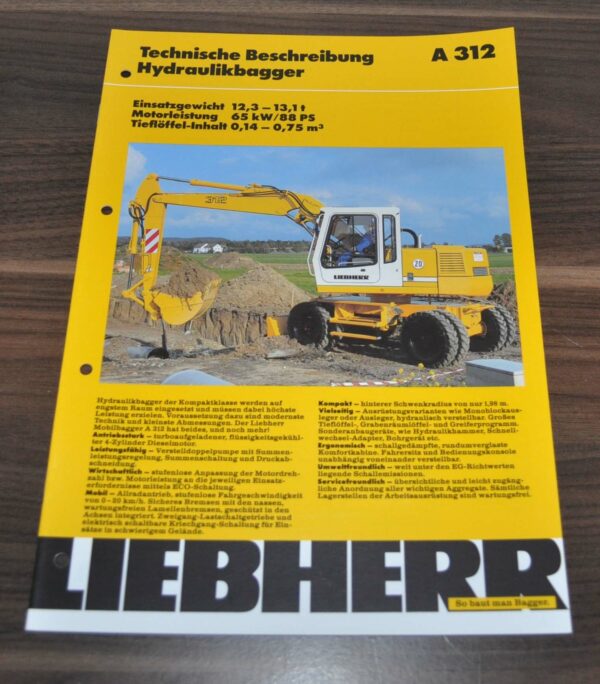 Technische Beschreibung
Hydraulikbagger
A 312
Einsatzgewicht 12,3 – 13,1 t
Motorleistung 65 kW/88 PS
Tieflöffel-Inhalt 0,14 – 0,75 m³
312
LIEBHERR
20
Hydraulikbagger der Kompaktklasse werden auf
engstem Raum eingesetzt und müssen dabei höchste
Leistung erzielen. Voraussetzung dazu sind modernste
Technik und kleinste Abmessungen. Der Liebherr
Mobilbagger A 312 hat beides, und noch mehr!
Antriebsstark – turboaufgeladener, flüssigkeitsgekühl-
ter 4-Zylinder Dieselmotor.
Leistungsfähig – Verstelldoppelpumpe mit Summen-
leistungsregelung, Summenschaltung und Druckab-
schneidung.
Wirtschaftlich – stufenlose Anpassung der Motordreh-
zahl bzw. Motorleistung an die jeweiligen Einsatz-
erfordernisse mittels ECO-Schaltung.
Mobil – Allradantrieb, stufenlose Fahrgeschwindigkeit
von 0–20 km/h. Sicheres Bremsen mit den nassen,
wartungsfreien Lamellenbremsen, geschützt in den
Achsen integriert. Zweigang-Lastschaltgetriebe und
elektrisch schaltbare Kriechgang-Schaltung für Ein-
sätze in schwierigem Gelände.
Kompakt – hinterer Schwenkradius von nur 1,98 m.
Vielseitig – Ausrüstungsvarianten wie Monoblockaus-
leger oder Ausleger, hydraulisch verstellbar. Großes
Tieflöffel-, Grabenräumlöffel- und Greiferprogramm.
Sonderanbaugeräte, wie Hydraulikhammer, Schnell-
wechsel-Adapter, Bohrgerät etc.
Ergonomisch – schallgedämpfte, rundumverglaste
Komfortkabine. Fahrersitz und Bedienungskonsole
unabhängig voneinander verstellbar.
Umweltfreundlich – weit unter den EG-Richtwerten
liegende Schallemissionen.
Servicefreundlich – übersichtliche und leicht zugäng-
liche Anordnung aller wichtigen Aggregate. Sämtliche
Lagerstellen der Arbeitsausrüstung sind wartungsfrei.
LIEBHERR
So baut man Bagger.